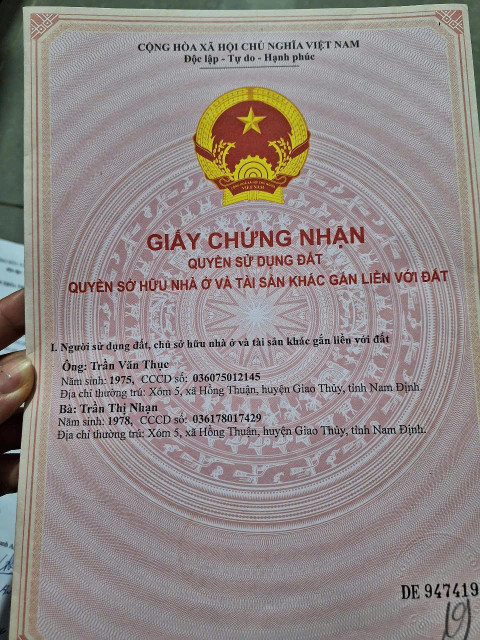 CỘNG HÒA XÃ HỘI CHỦ NGHĨA VIỆT NAM
Độc lập - Tự do - Hạnh phúc
VIỆT NAM
GIẤY CHỨNG NHẬN
QUYỀN SỬ DỤNG ĐẤT
QUYỀN SỞ HỮU NHÀ Ở VÀ TÀI SẢN KHÁC GẮN LIỀN VỚI ĐẤT
I. Người sử dụng đất, chủ sở hữu nhà ở và tài sản khác gắn liền với đất
Ông: Trần Văn Thục
Năm sinh: 1975, CCCD số: 036075012145
Địa chỉ thường trú: Xóm 5, xã Hồng Thuận, huyện Giao Thủy, tỉnh Nam Định.
Bà: Trần Thị Nhạn
Năm sinh: 1978, CCCD số: 036178017429
Địa chỉ thường trú: Xóm 5, xã Hồng Thuận, huyện Giao Thủy, tỉnh Nam Định.
DE 947419